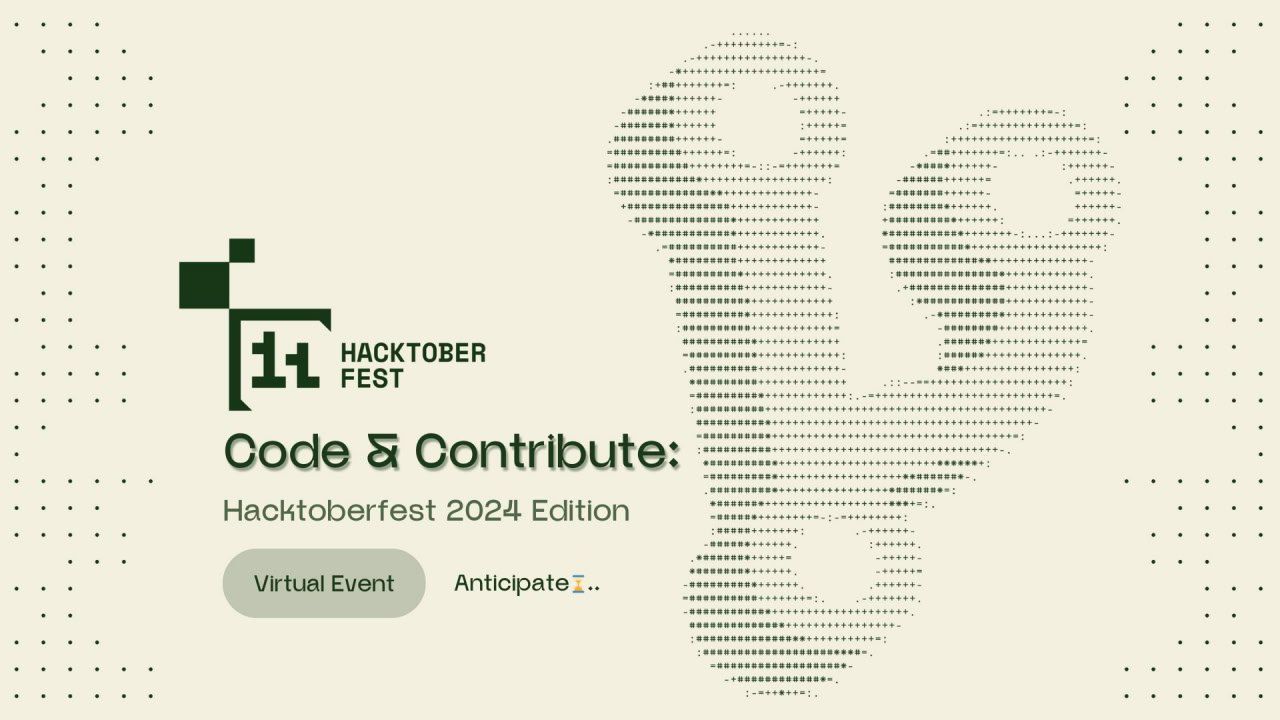 HACKTOBER
FEST
Code & Contribute:
Hacktoberfest 2024 Edition
Virtual Event
Anticipate⏳..